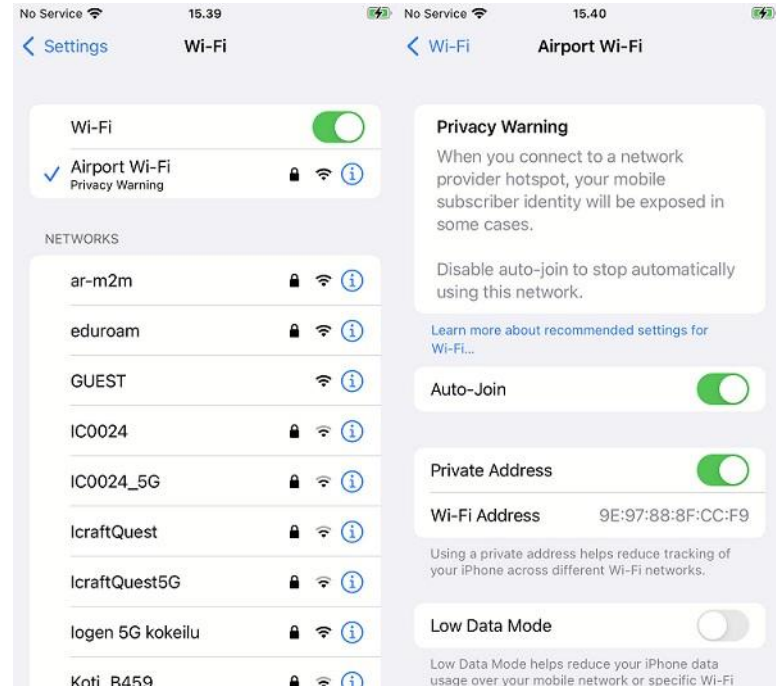 No Service 15.39
Settings Wi-Fi
Wi-Fi
Airport Wi-Fi
Privacy Warning
NETWORKS
ar-m2m
eduroam
GUEST
IC0024
IC0024_5G
IcraftQuest
IcraftQuest5G
logen 5G kokeilu
Koti_B459
No Service 15.40
Wi-Fi Airport Wi-Fi
Privacy Warning
When you connect to a network
provider hotspot, your mobile
subscriber identity will be exposed in
some cases.
Disable auto-join to stop automatically
using this network.
Learn more about recommended settings for
Wi-Fi...
Auto-Join
Private Address
Wi-Fi Address 9E:97:88:8F:CC:F9
Using a private address helps reduce tracking of
your iPhone across different Wi-Fi networks.
Low Data Mode
Low Data Mode helps reduce your iPhone data
usage over your mobile network or specific Wi-Fi